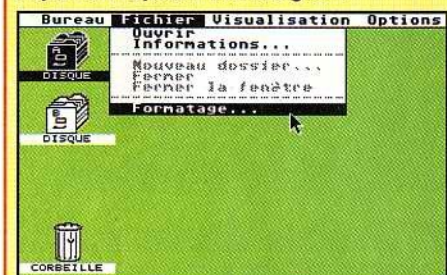 Bureau Fichier Visualisation Options
Ouvrir
Informations...
Nouveau dossier...
Fermer
Fermer la fenêtre
Formatage...
A
DISQUE
B
DISQUE
CORBEILLE